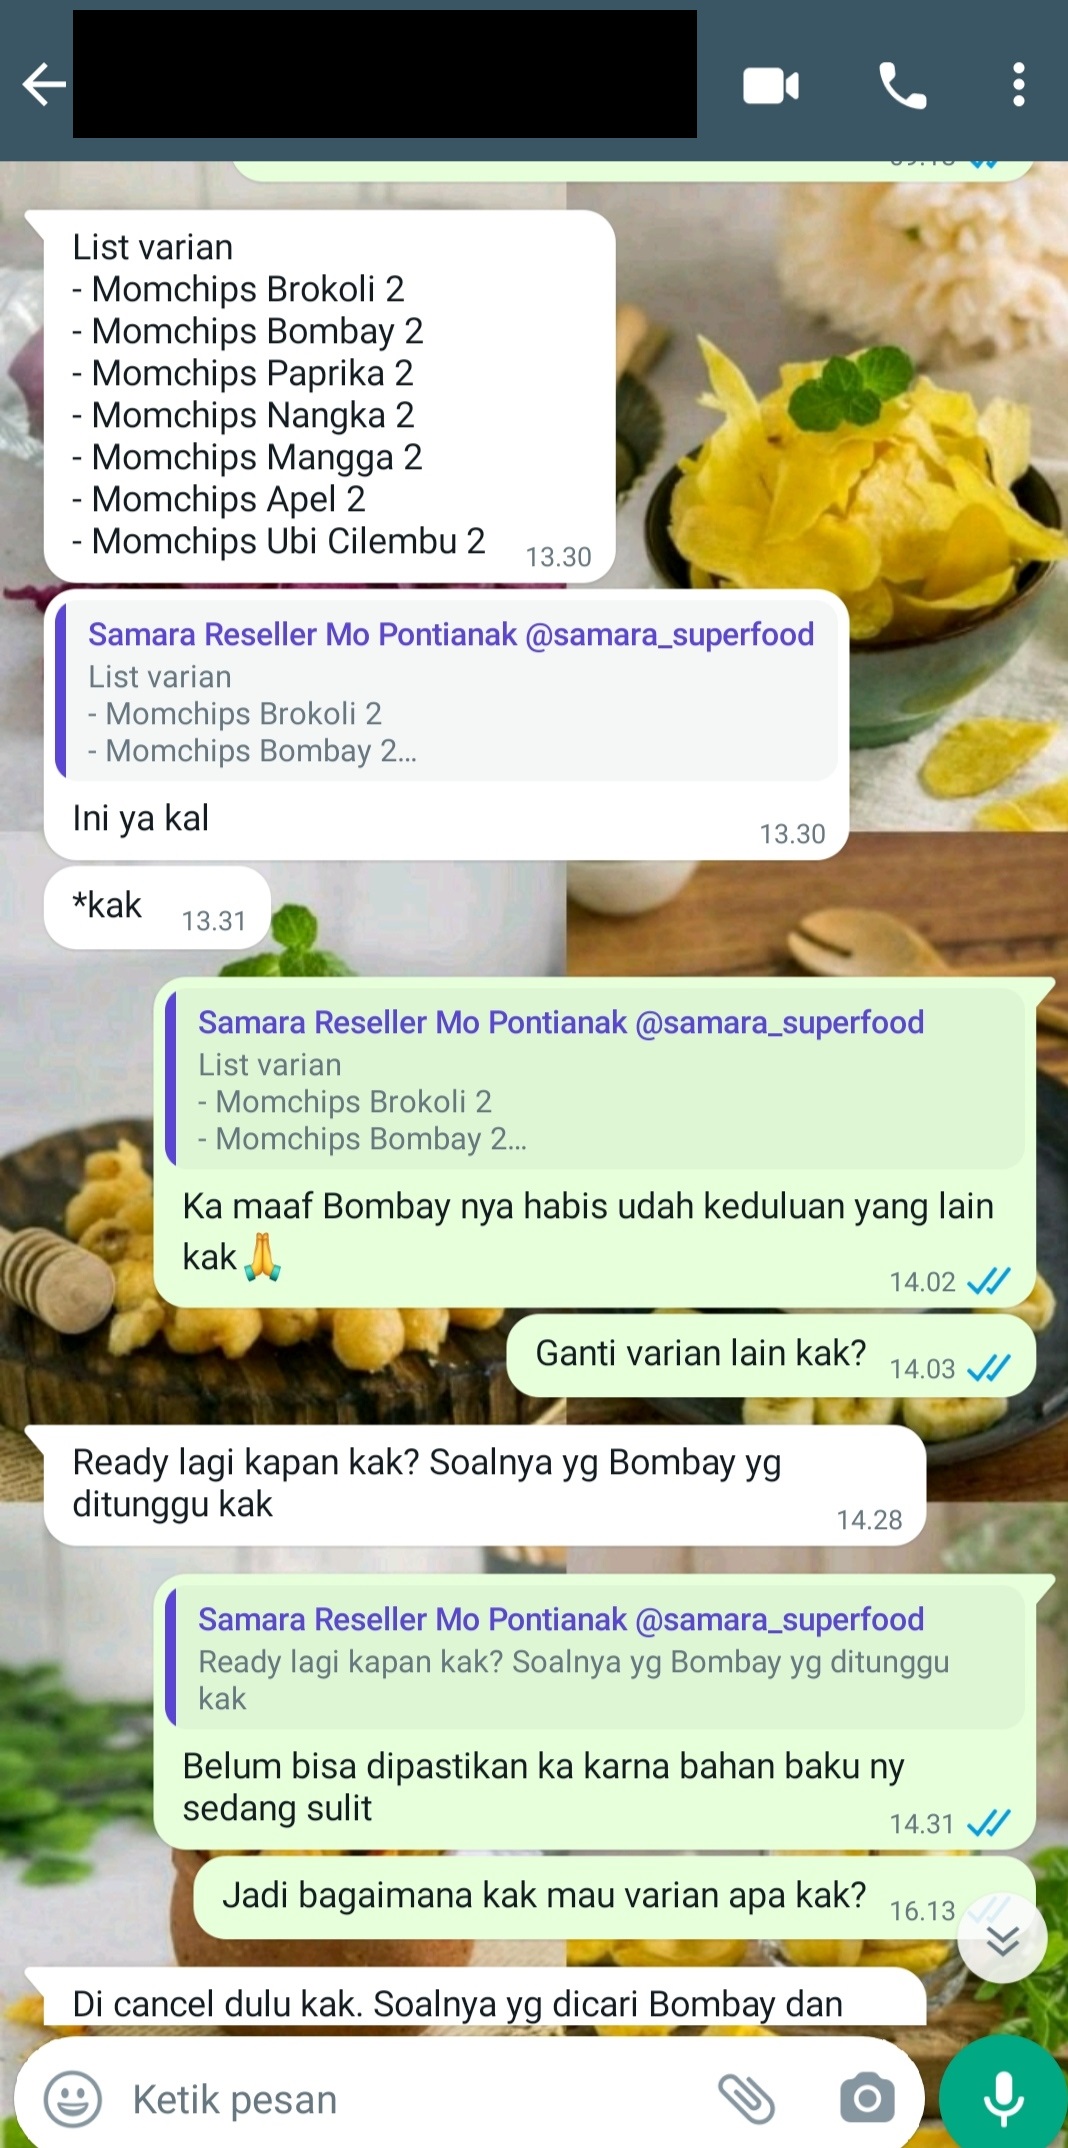 List varian
- Momchips Brokoli 2
- Momchips Bombay 2
- Momchips Paprika 2
- Momchips Nangka 2
- Momchips Mangga 2
- Momchips Apel 2
- Momchips Ubi Cilembu 2 13.30
Samara Reseller Mo Pontianak @samara_superfood
List varian
- Momchips Brokoli 2
- Momchips Bombay 2...
Ini ya kal
13.30
*kak 13.31
Samara Reseller Mo Pontianak @samara_superfood
List varian
- Momchips Brokoli 2
- Momchips Bombay 2...
Ka maaf Bombay nya habis udah keduluan yang lain
kak🙏
14.02
Ganti varian lain kak? 14.03
Ready lagi kapan kak? Soalnya yg Bombay yg
ditunggu kak
14.28
Samara Reseller Mo Pontianak @samara_superfood
Ready lagi kapan kak? Soalnya yg Bombay yg ditunggu
kak
Belum bisa dipastikan ka karna bahan baku ny
sedang sulit
14.31
Jadi bagaimana kak mau varian apa kak? 16.13
Di cancel dulu kak. Soalnya yg dicari Bombay dan
Ketik pesan